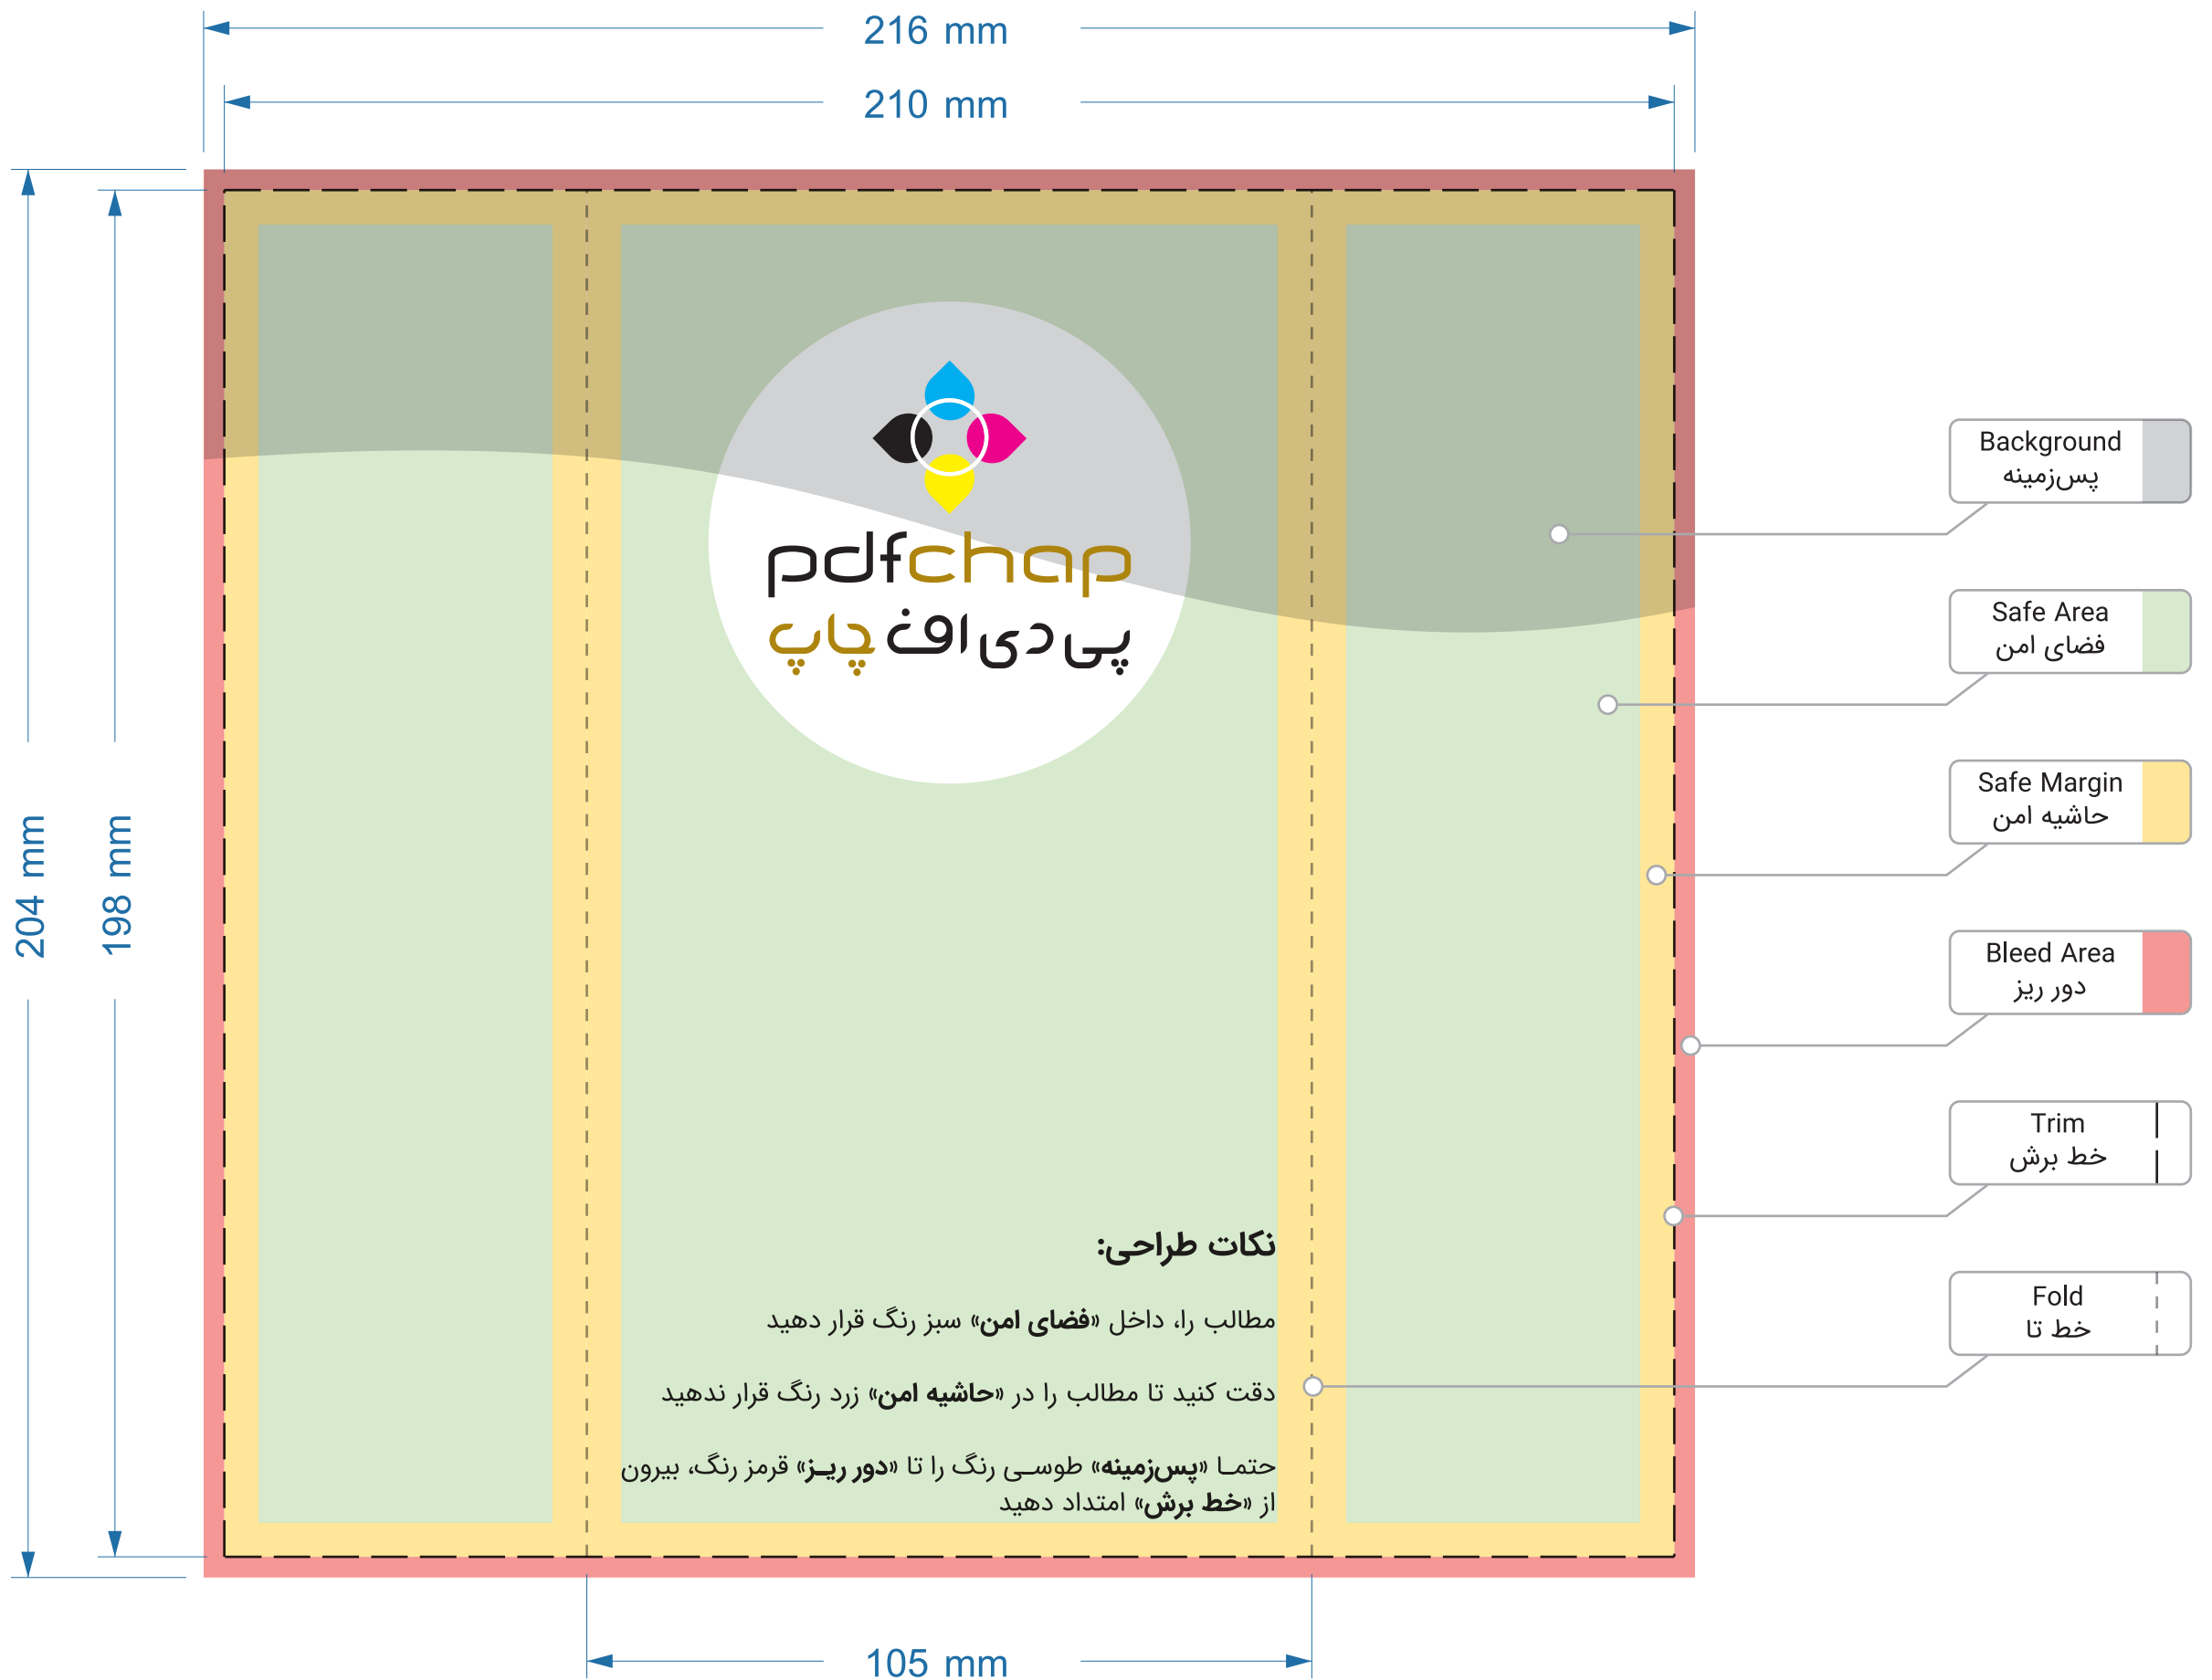 216 mm
210 mm
204 mm
198 mm
pdfchap
پی دی اف چاپ
Background
پس‌زمینه
Safe Area
فضای امن
Safe Margin
حاشیه امن
Bleed Area
دور ریز
Trim
خط برش
Fold
خط تا
نکات طراحی:
مطالب را، داخل «فضای امن» سبز رنگ قرار دهید
دقت کنید تا مطالب را در «حاشیه امن» زرد رنگ قرار ندهید
حتمـا «پس‌زمینه» طوسـی رنگ را تا «دور ریـز» قرمز رنگ، بیرون
از «خط برش» امتداد دهید
105 mm